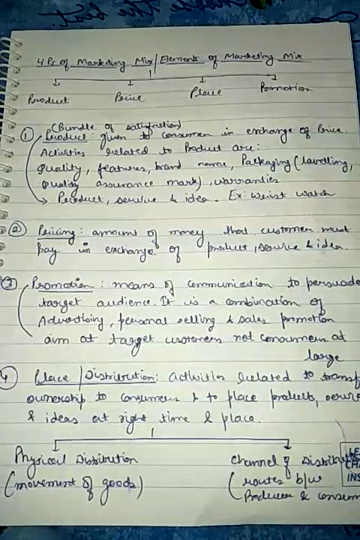 4 Ps of Marketing Mix / Elements of Marketing Mix
Product Price Place Promotion
(Bundle of satisfaction)
① Product given to consumer in exchange of Price
Activities related to Product are:
quality, features, brand name, Packaging (labelling,
quality assurance mark), warranties
→ Product, service & idea. Ex: Wrist watch
② Pricing: amount of money that customer must
pay in exchange of product, service & idea.
③ Promotion: means of communication to persuade
target audience. It is a combination of
Advertising, personal selling & sales promotion
aim at target customers not consumers at
large
4 Place / Distribution: Activities related to transf
ownership to consumers & to place products, servic
& ideas at right time & place.
Physical Distribution Channel of Distribut
(movement of goods) (routes b/w
Producer & consum